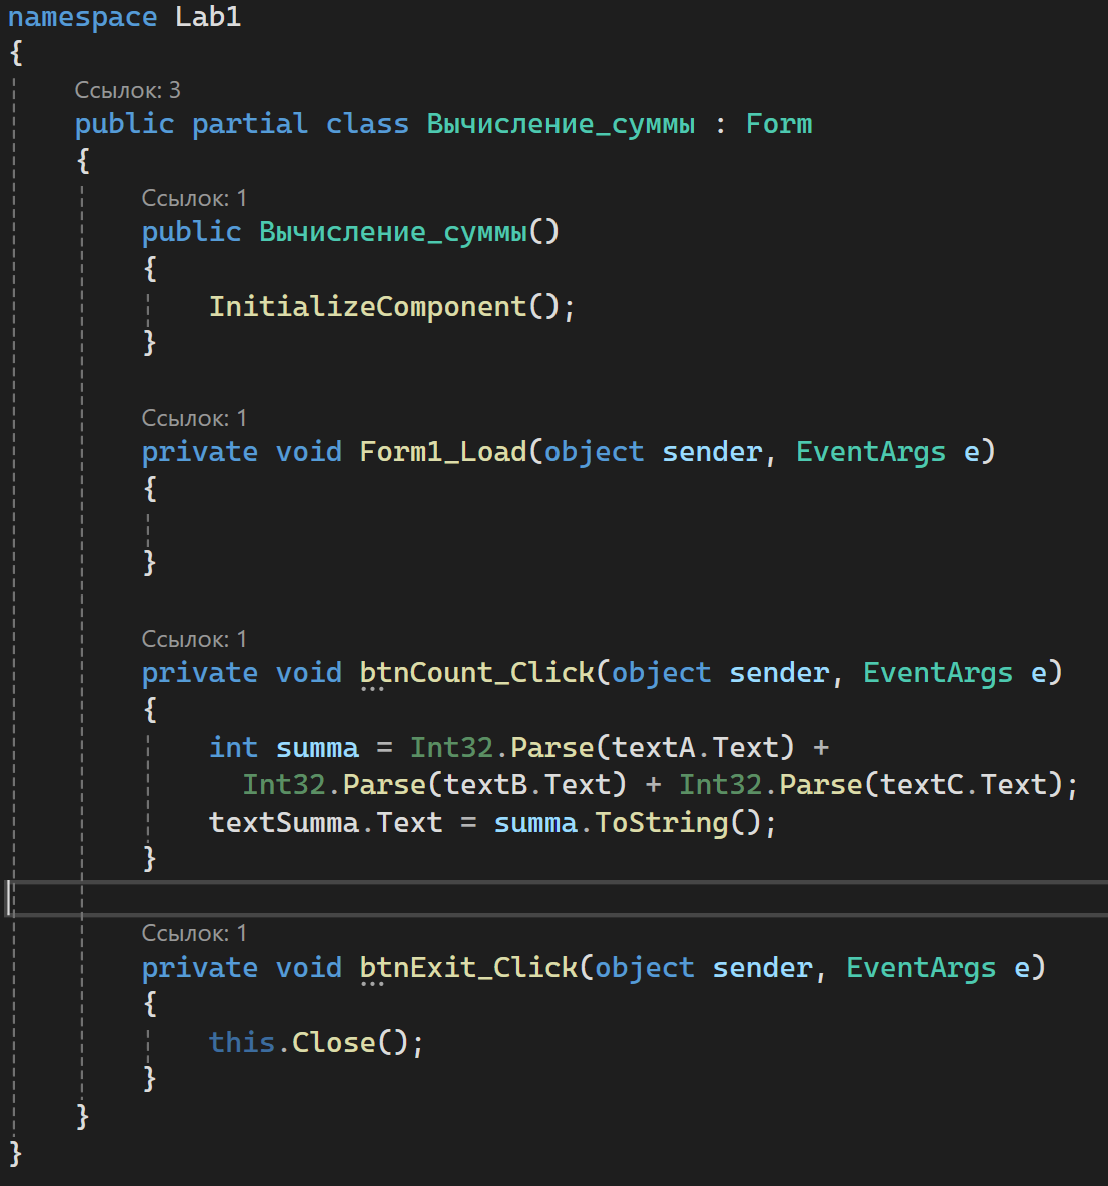 namespace Lab1
{
Ссылок: 3
public partial class Вычисление_суммы : Form
{
Ссылок: 1
public Вычисление_суммы()
{
InitializeComponent();
}
Ссылок: 1
private void Form1_Load(object sender, EventArgs e)
{
}
Ссылок: 1
private void btnCount_Click(object sender, EventArgs e)
{
int summa = Int32.Parse(textA.Text) +
Int32.Parse(textB.Text) + Int32.Parse(textC.Text);
textSumma.Text = summa.ToString();
}
Ссылок: 1
private void btnExit_Click(object sender, EventArgs e)
{
this.Close();
}
}
}